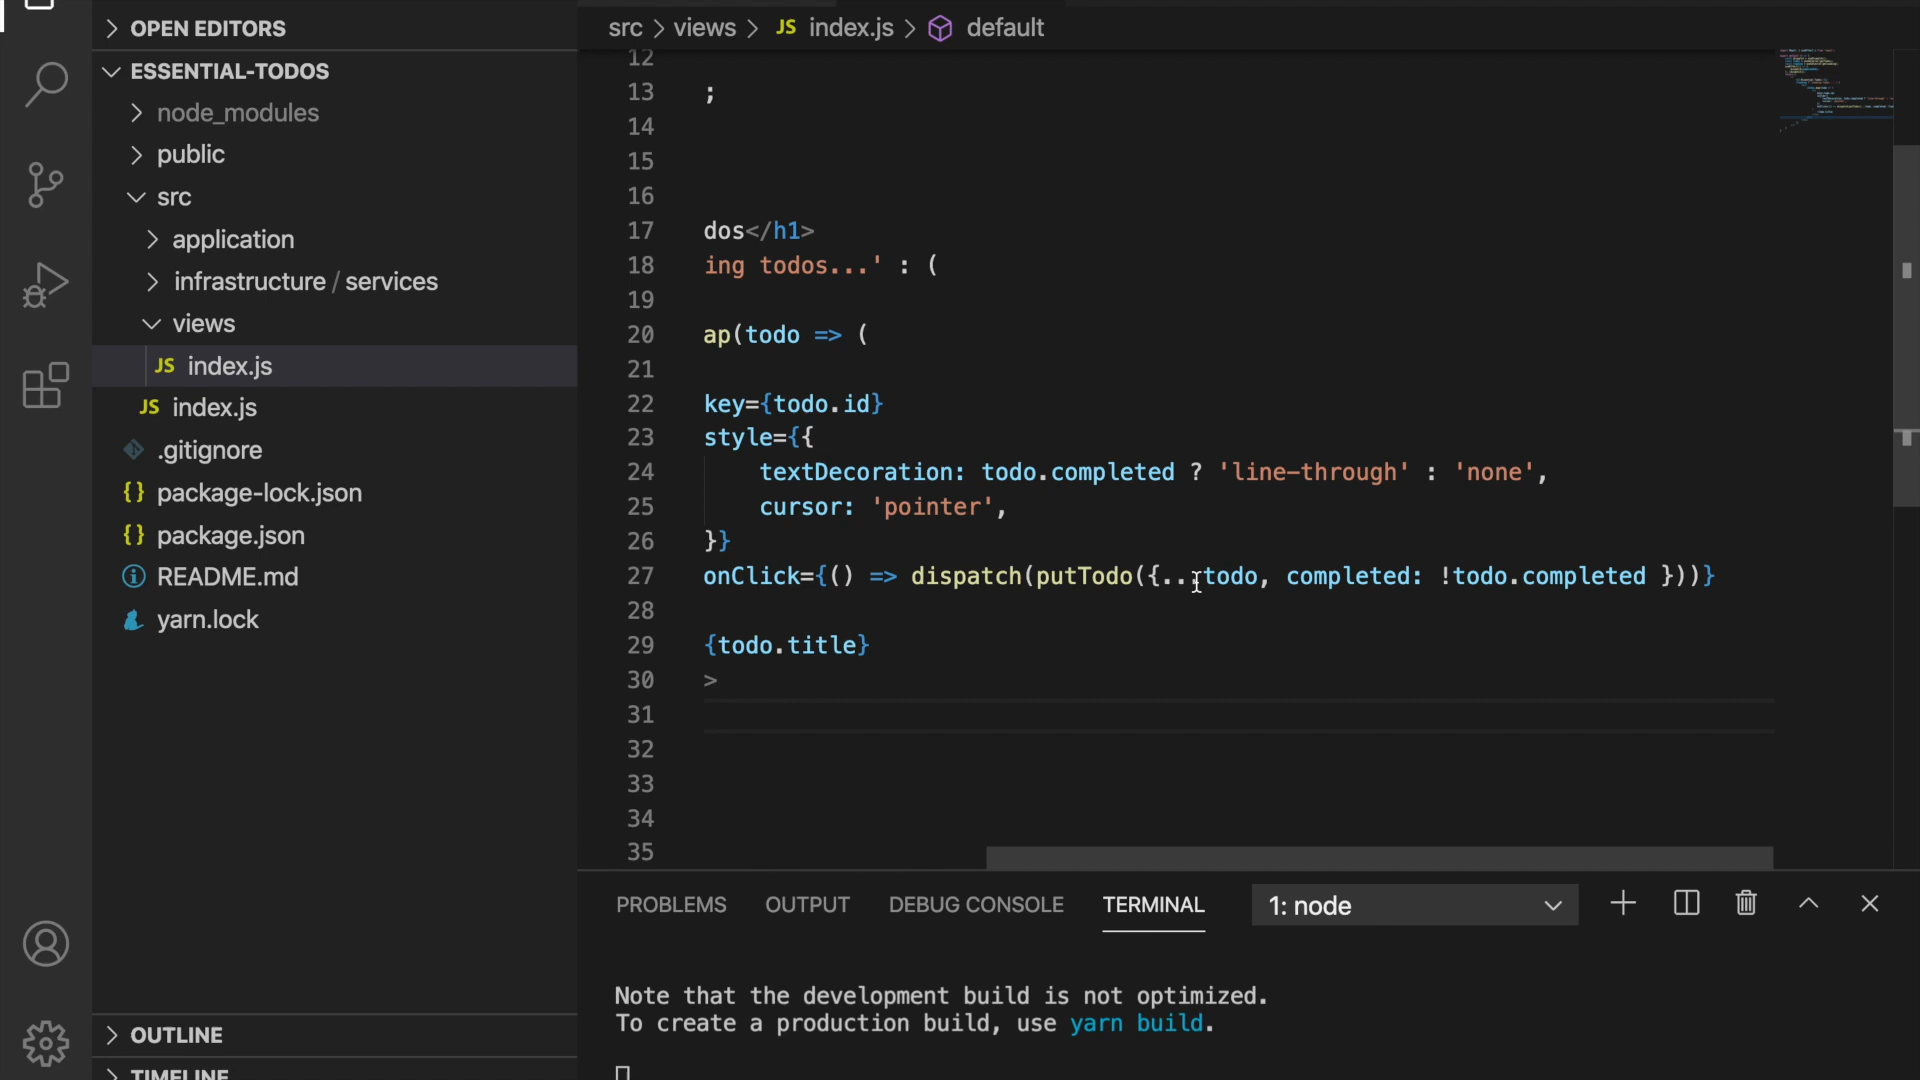 OPEN EDITORS
ESSENTIAL-TODOS
node_modules
public
src
application
infrastructure / services
views
JS index.js
JS index.js
.gitignore
{} package-lock.json
{} package.json
README.md
yarn.lock
OUTLINE
TIMELINE
src > views > JS index.js > default
12
13 ;
14
15
16
17 dos</h1>
18 ing todos...' : (
19
20 ap(todo => (
21
22 key={todo.id}
23 style={{
24 textDecoration: todo.completed ? 'line-through' : 'none',
25 cursor: 'pointer',
26 }}
27 onClick={() => dispatch(putTodo({...todo, completed: !todo.completed }))}
28
29 {todo.title}
30 >
31
32
33
34
35
PROBLEMS OUTPUT DEBUG CONSOLE TERMINAL 1: node
Note that the development build is not optimized.
To create a production build, use yarn build.